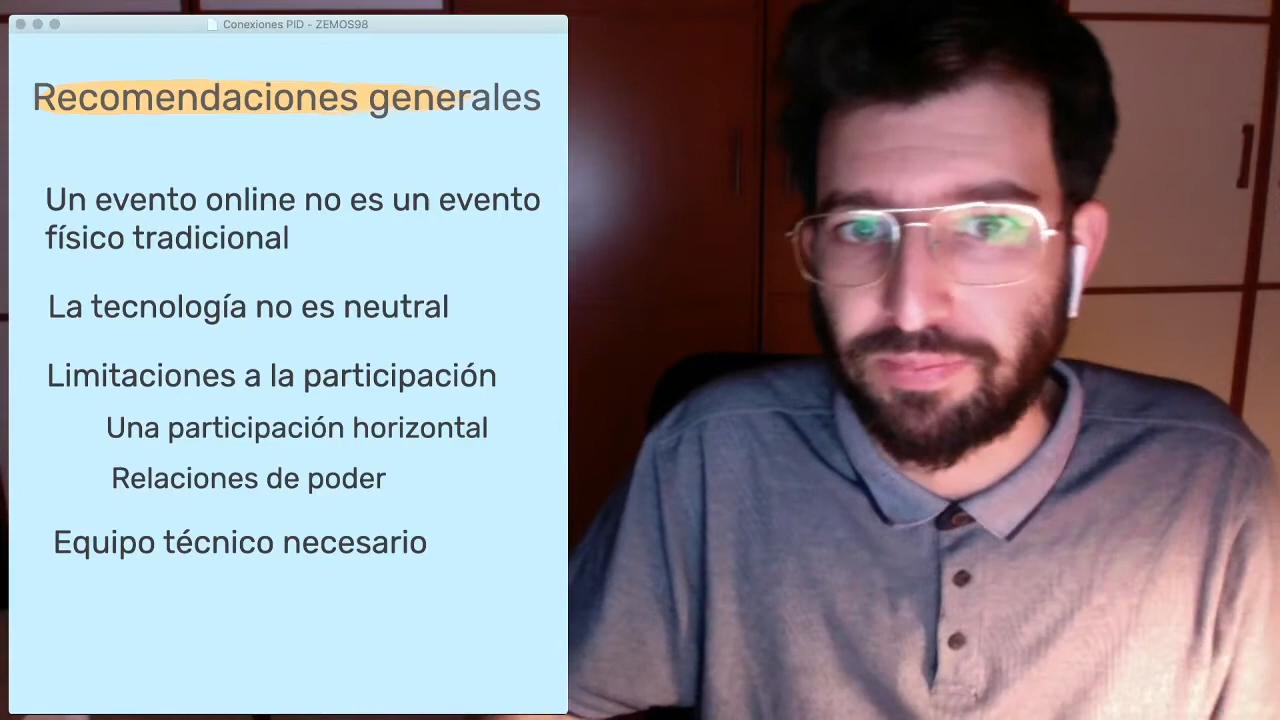 Conexiones PID - ZEMOS98
Recomendaciones generales
Un evento online no es un evento
físico tradicional
La tecnología no es neutral
Limitaciones a la participación
Una participación horizontal
Relaciones de poder
Equipo técnico necesario